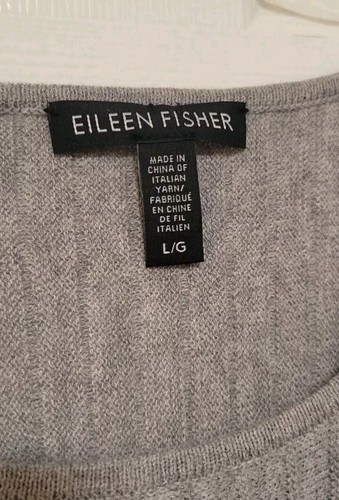 EILEEN FISHER
MADE IN
CHINA OF
ITALIAN
YARN/
FABRIQUÉ
EN CHINE
DE FIL
ITALIEN
L/G